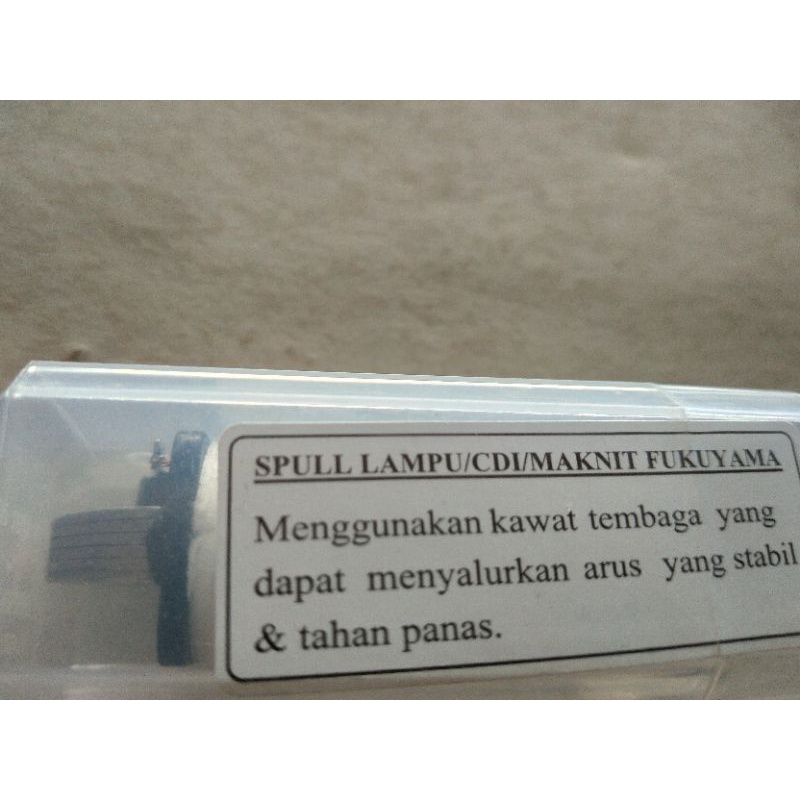 SPULL LAMPU/CDI/MAKNIT FUKUYAMA
Menggunakan kawat tembaga yang
dapat menyalurkan arus yang stabil
& tahan panas.